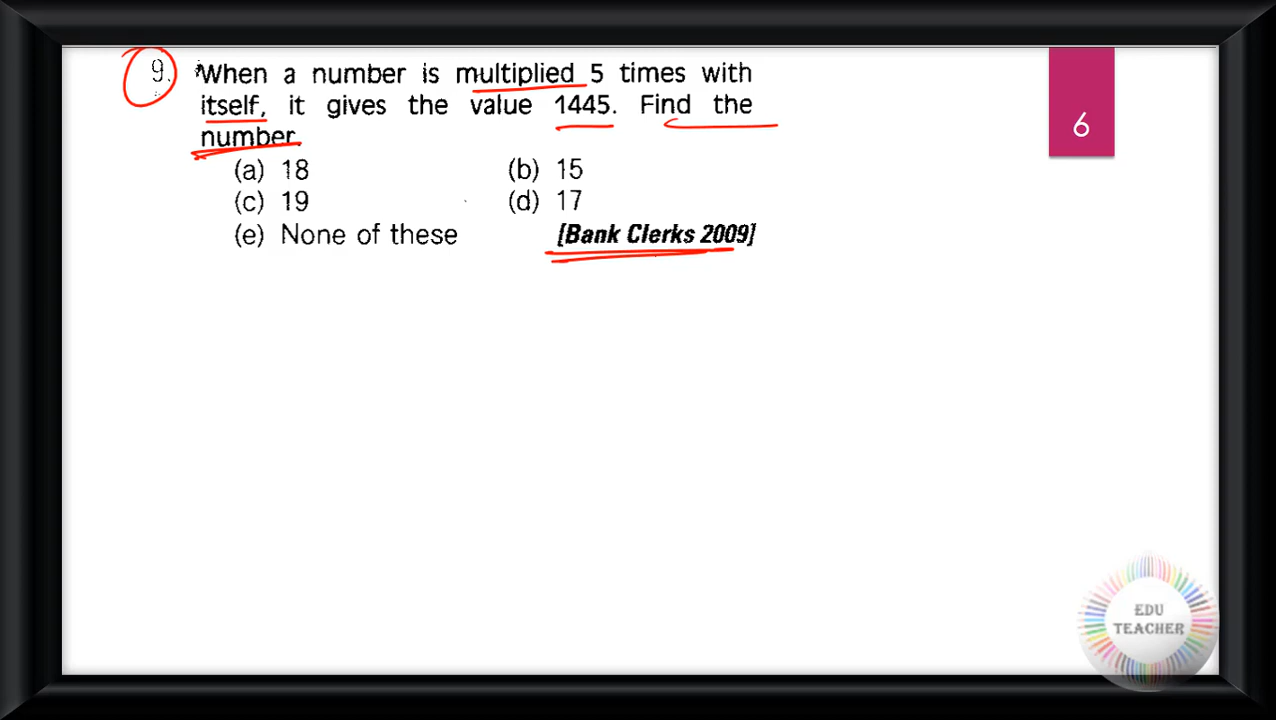 9. When a number is multiplied 5 times with
itself, it gives the value 1445. Find the
number.
(a) 18 (b) 15
(c) 19 (d) 17
(e) None of these [Bank Clerks 2009]
6
EDU
TEACHER